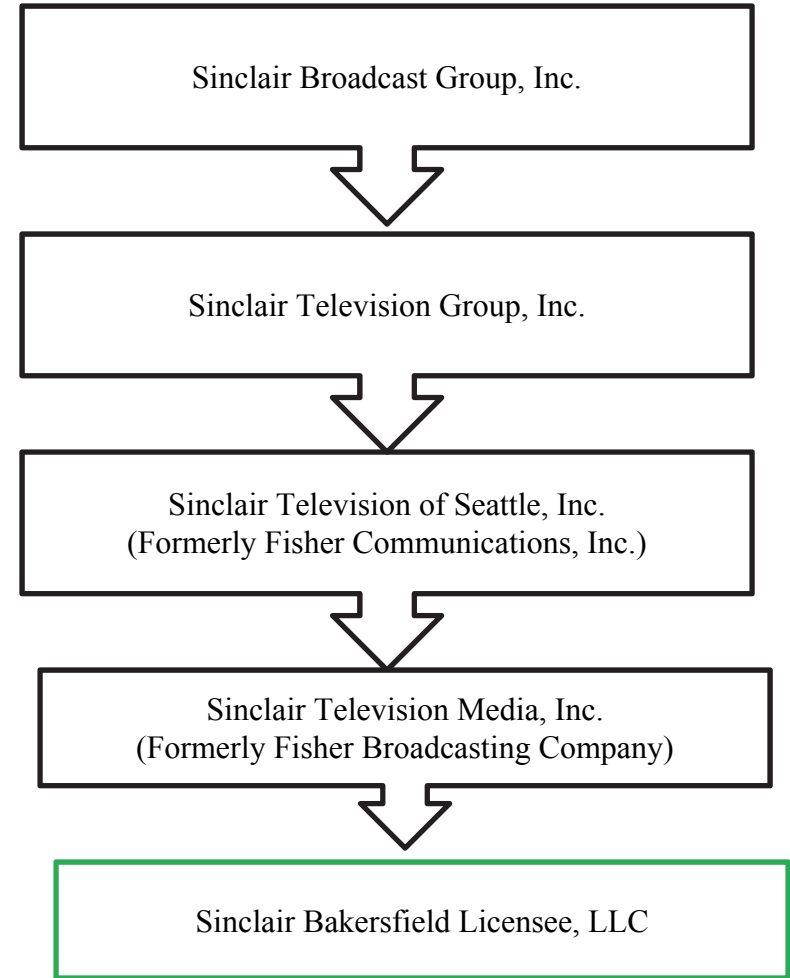 Sinclair Broadcast Group, Inc.
Sinclair Television Group, Inc.
Sinclair Television of Seattle, Inc.
(Formerly Fisher Communications, Inc.)
Sinclair Television Media, Inc.
(Formerly Fisher Broadcasting Company)
Sinclair Bakersfield Licensee, LLC